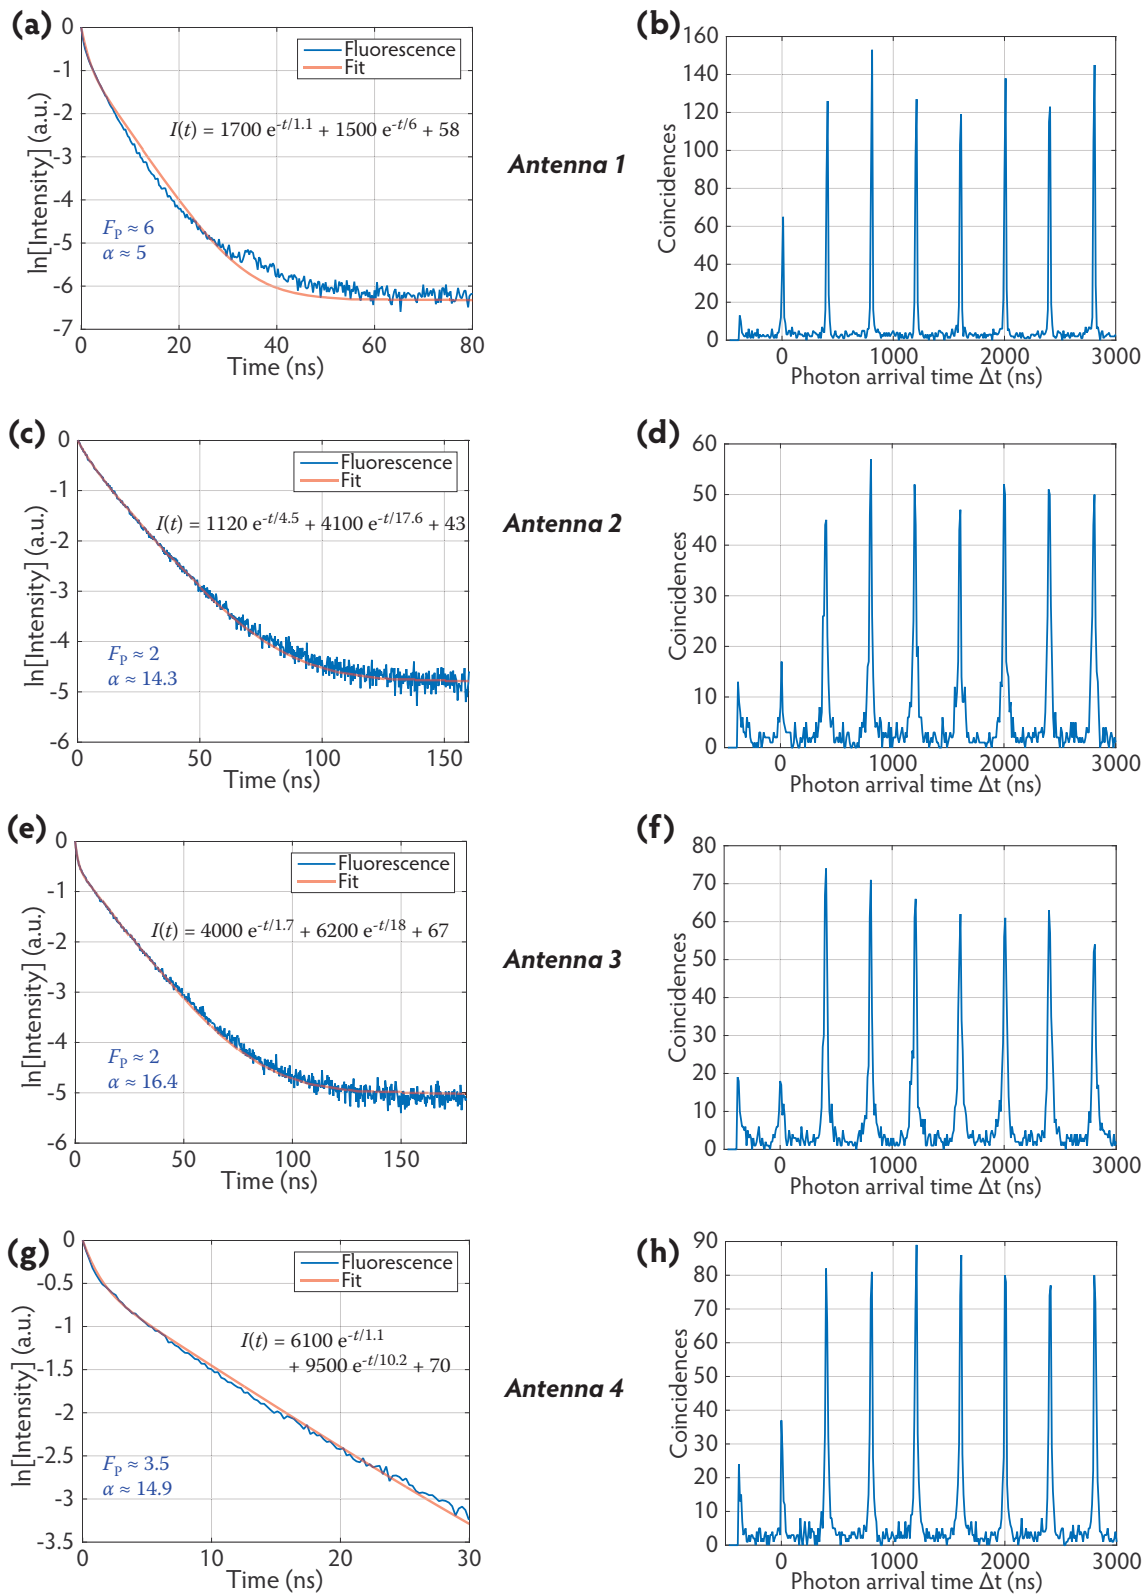 (a)
0
-1
-2
-3
-4
-5
-6
-7
ln[Intensity] (a.u.)
Fluorescence
Fit
I(t) = 1700 e^-t/1.1 + 1500 e^-t/6 + 58
F_P ≈ 6
α ≈ 5
0 20 40 60 80
Time (ns)
Antenna 1
(b)
160
140
120
100
80
60
40
20
0
Coincidences
0 1000 2000 3000
Photon arrival time Δt (ns)
(c)
0
-1
-2
-3
-4
-5
-6
ln[Intensity] (a.u.)
Fluorescence
Fit
I(t) = 1120 e^-t/4.5 + 4100 e^-t/17.6 + 43
F_P ≈ 2
α ≈ 14.3
0 50 100 150
Time (ns)
Antenna 2
(d)
60
50
40
30
20
10
0
Coincidences
0 1000 2000 3000
Photon arrival time Δt (ns)
(e)
0
-1
-2
-3
-4
-5
-6
ln[Intensity] (a.u.)
Fluorescence
Fit
I(t) = 4000 e^-t/1.7 + 6200 e^-t/18 + 67
F_P ≈ 2
α ≈ 16.4
0 50 100 150
Time (ns)
Antenna 3
(f)
80
70
60
50
40
30
20
10
0
Coincidences
0 1000 2000 3000
Photon arrival time Δt (ns)
(g)
0
-0.5
-1
-1.5
-2
-2.5
-3
-3.5
ln[Intensity] (a.u.)
Fluorescence
Fit
I(t) = 6100 e^-t/1.1
+ 9500 e^-t/10.2 + 70
F_P ≈ 3.5
α ≈ 14.9
0 10 20 30
Time (ns)
Antenna 4
(h)
90
80
70
60
50
40
30
20
10
0
Coincidences
0 1000 2000 3000
Photon arrival time Δt (ns)